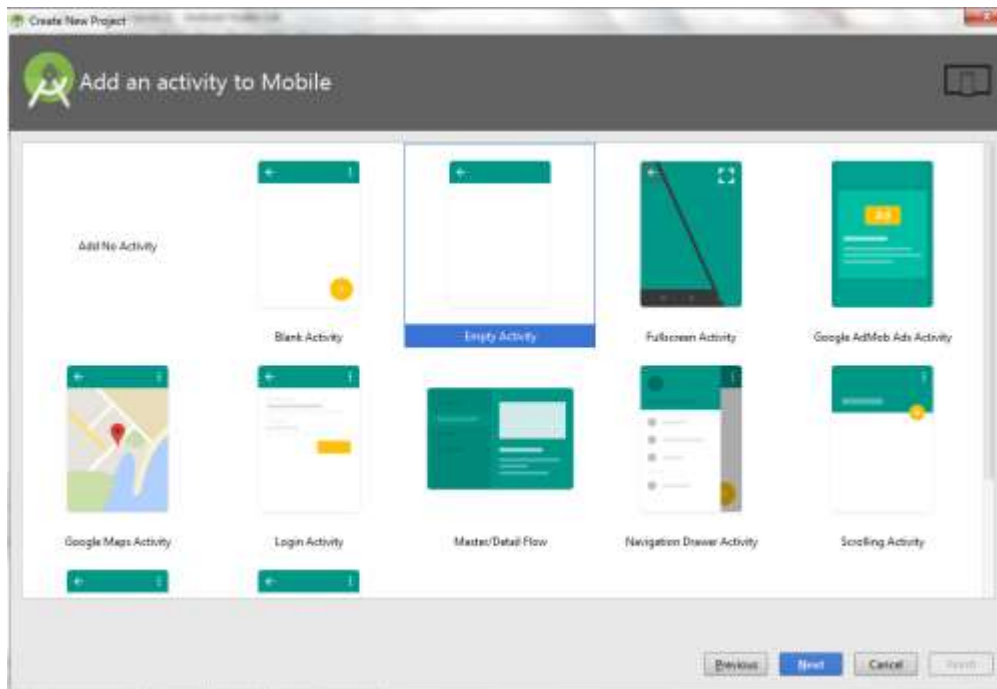 Create New Project
Add an activity to Mobile
Add No Activity
Blank Activity
Empty Activity
Fullscreen Activity
Ad
Google AdMob Ads Activity
Google Maps Activity
Login Activity
Master/Detail Flow
Navigation Drawer Activity
Scrolling Activity
Previous
Next
Cancel
Finish